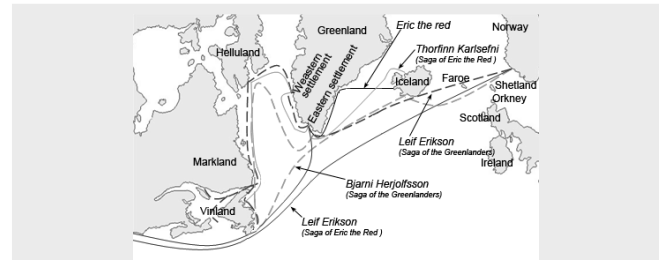 Greenland
Eric the red
Norway
Thorfinn Karlsefni
(Saga of Eric the Red )
Helluland
Weastern
settlement
Eastern settlement
Iceland
Faroe
Shetland
Orkney
Scotland
Leif Erikson
(Saga of the Greenlanders)
Ireland
Markland
Bjarni Herjolfsson
(Saga of the Greenlanders)
Vinland
Leif Erikson
(Saga of Eric the Red )